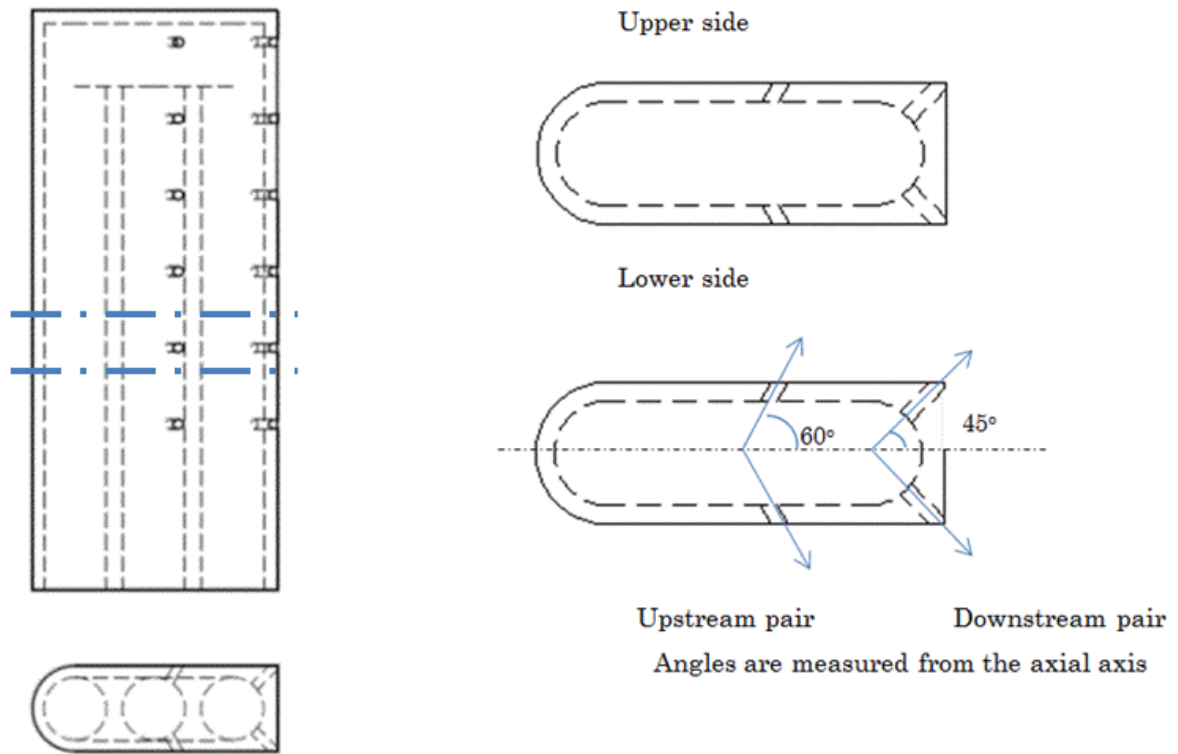 Upper side
Lower side
60°
45°
Upstream pair
Downstream pair
Angles are measured from the axial axis